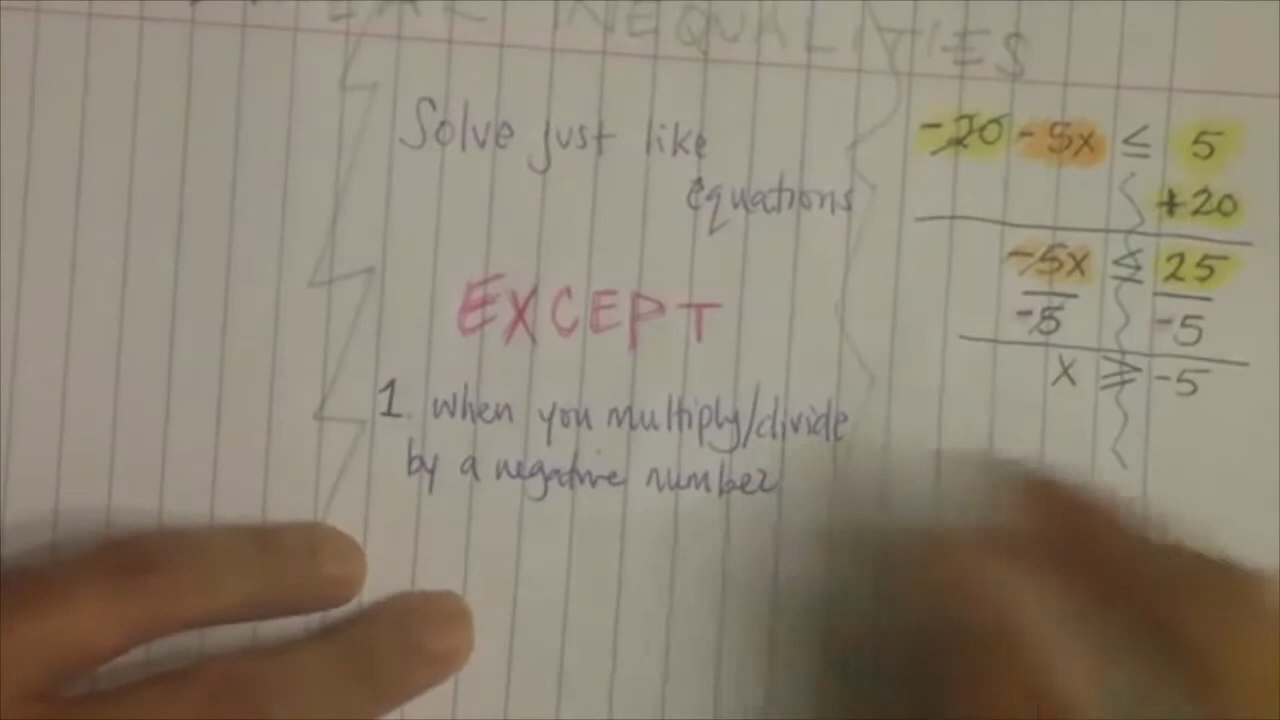 INEQUALITIES
Solve just like
equations
EXCEPT
1. when you multiply/divide
by a negative number
-20 - 5x ≤ 5
+20
-5x ≤ 25
-5 -5
x ≥ -5